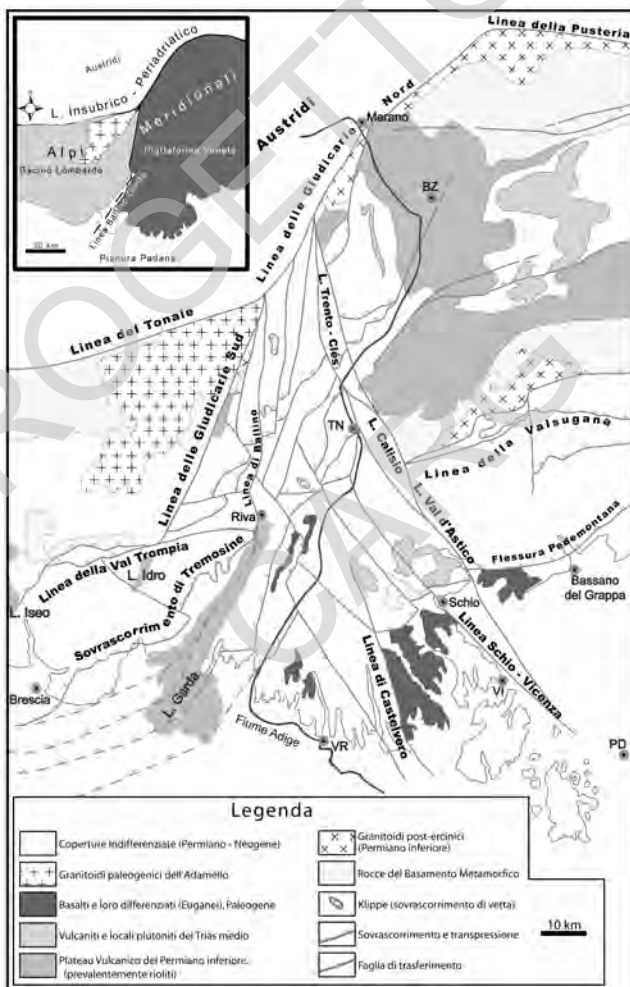 PROGETTO
CARG
Austridi
L. Insubrico - Periadriatico
Meridionali
Alpi
Bacino Lombardo
Piattaforma Veneta
Pianura Padana
Linea della Pusteria
Nord
Merano
Austridi
BZ
Linea delle Giudicarie
L. Trento - Cles
Linea del Tonale
Linea delle Giudicarie Sud
TN
L. Calisio
Linea della Valsugana
L. Val d'Astico
Riva
Flessura Pedemontana
Linea della Val Trompia
L. Idro
Bassano
del Grappa
L. Iseo
Sovrascorrimento di Tremosine
Schio
Linea Schio - Vicenza
Linea di Castelvero
Brescia
L. Garda
VI
Fiume Adige
VR
PD
Legenda
Coperture Indifferenziate (Permiano - Neogene)
Granitoidi paleogenici dell'Adamello
Basalti e loro differenziati (Euganei), Paleogene
Vulcaniti e locali plutoniti del Trias medio
Plateau Vulcanico del Permiano inferiore,
(prevalentemente rioliti)
Granitoidi post-ercinici
(Permiano inferiore)
Rocce del Basamento Metamorfico
Klippe (sovrascorrimento di vetta)
Sovrascorrimento e transpressione
Faglia di trasferimento
10 km